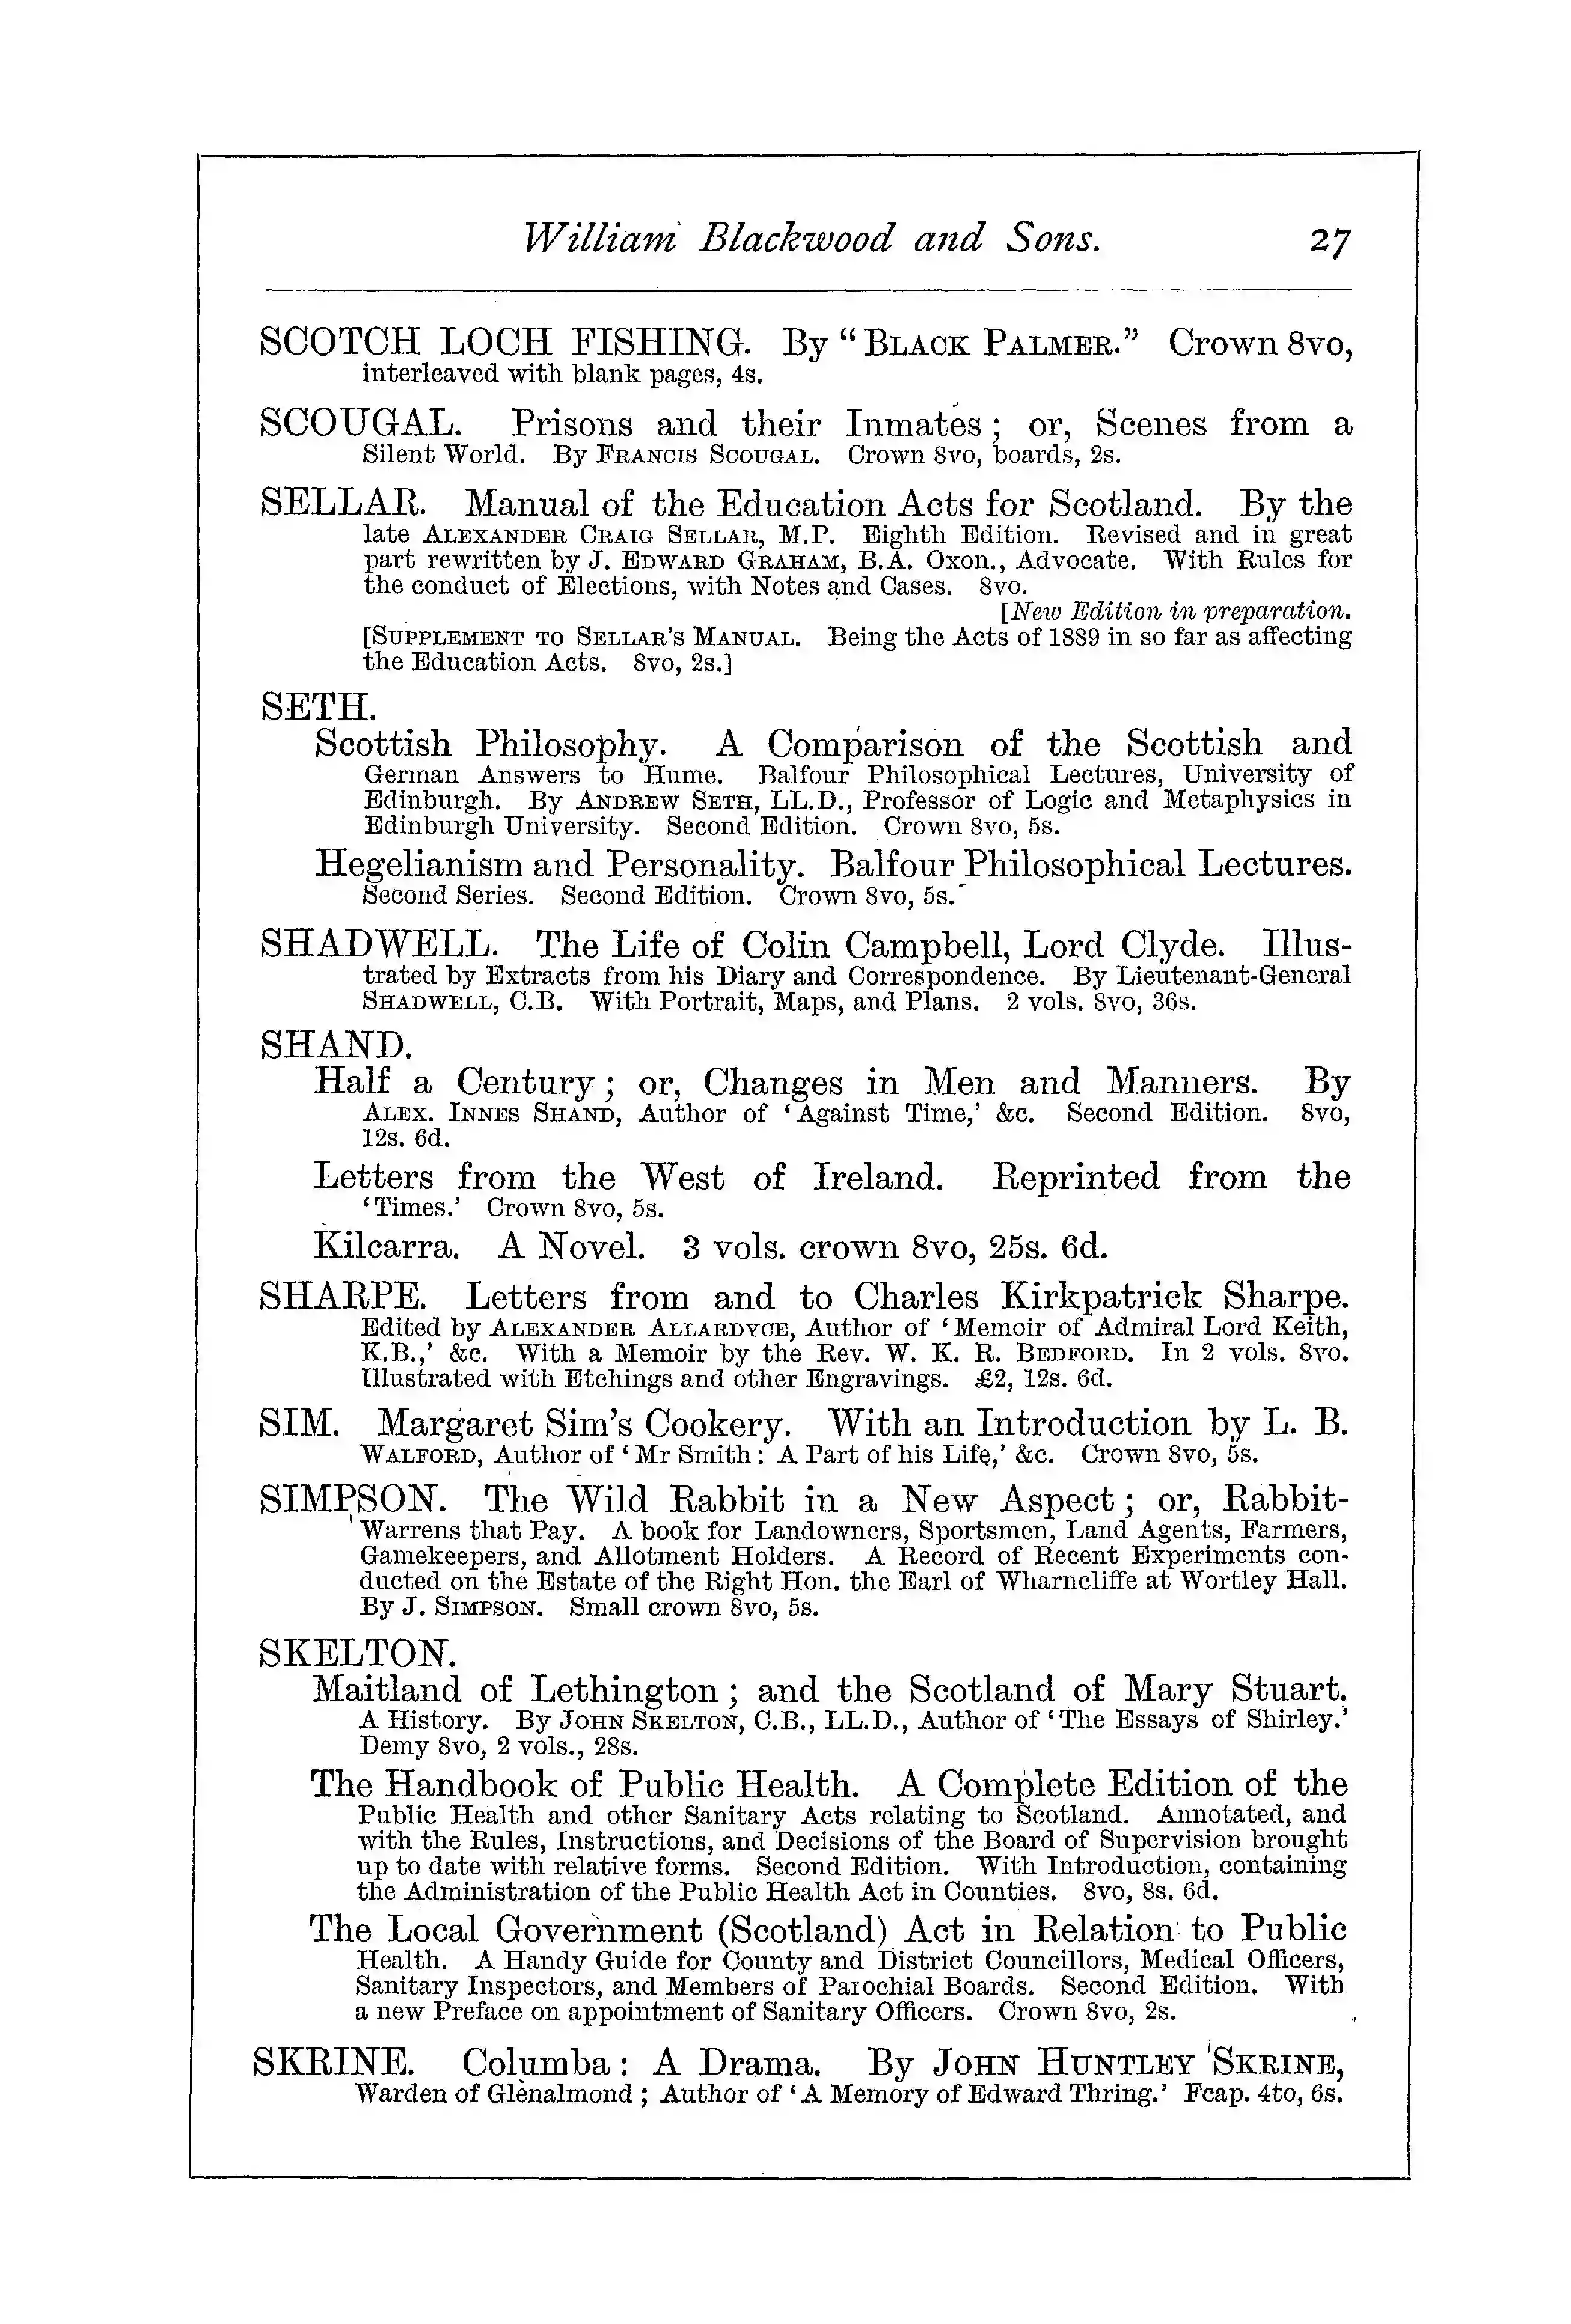 William Blackwood and Sons. 27
SCOTCH LOCH FISHING. By “BLACK PALMER.” Crown 8vo,
interleaved with blank pages, 4s.
SCOUGAL. Prisons and their Inmates; or, Scenes from a
Silent World. By FRANCIS SCOUGAL. Crown 8vo, boards, 2s.
SELLAR. Manual of the Education Acts for Scotland. By the
late ALEXANDER CRAIG SELLAR, M.P. Eighth Edition. Revised and in great
part rewritten by J. EDWARD GRAHAM, B.A. Oxon., Advocate. With Rules for
the conduct of Elections, with Notes and Cases. 8vo.
[New Edition in preparation.
[SUPPLEMENT TO SELLAR’S MANUAL. Being the Acts of 1889 in so far as affecting
the Education Acts. 8vo, 2s.]
SETH.
Scottish Philosophy. A Comparison of the Scottish and
German Answers to Hume. Balfour Philosophical Lectures, University of
Edinburgh. By ANDREW SETH, LL.D., Professor of Logic and Metaphysics in
Edinburgh University. Second Edition. Crown 8vo, 5s.
Hegelianism and Personality. Balfour Philosophical Lectures.
Second Series. Second Edition. Crown 8vo, 5s.
SHADWELL. The Life of Colin Campbell, Lord Clyde. Illus-
trated by Extracts from his Diary and Correspondence. By Lieutenant-General
SHADWELL, C.B. With Portrait, Maps, and Plans. 2 vols. 8vo, 36s.
SHAND.
Half a Century; or, Changes in Men and Manners. By
ALEX. INNES SHAND, Author of ‘Against Time,’ &c. Second Edition. 8vo,
12s. 6d.
Letters from the West of Ireland. Reprinted from the
‘Times.’ Crown 8vo, 5s.
Kilcarra. A Novel. 3 vols. crown 8vo, 25s. 6d.
SHARPE. Letters from and to Charles Kirkpatrick Sharpe.
Edited by ALEXANDER ALLARDYCE, Author of ‘Memoir of Admiral Lord Keith,
K.B.,’ &c. With a Memoir by the Rev. W. K. R. BEDFORD. In 2 vols. 8vo.
Illustrated with Etchings and other Engravings. £2, 12s. 6d.
SIM. Margaret Sim’s Cookery. With an Introduction by L. B.
WALFORD, Author of ‘Mr Smith: A Part of his Life,’ &c. Crown 8vo, 5s.
SIMPSON. The Wild Rabbit in a New Aspect; or, Rabbit-
Warrens that Pay. A book for Landowners, Sportsmen, Land Agents, Farmers,
Gamekeepers, and Allotment Holders. A Record of Recent Experiments con-
ducted on the Estate of the Right Hon. the Earl of Wharncliffe at Wortley Hall.
By J. SIMPSON. Small crown 8vo, 5s.
SKELTON.
Maitland of Lethington; and the Scotland of Mary Stuart.
A History. By JOHN SKELTON, C.B., LL.D., Author of ‘The Essays of Shirley.’
Demy 8vo, 2 vols., 28s.
The Handbook of Public Health. A Complete Edition of the
Public Health and other Sanitary Acts relating to Scotland. Annotated, and
with the Rules, Instructions, and Decisions of the Board of Supervision brought
up to date with relative forms. Second Edition. With Introduction, containing
the Administration of the Public Health Act in Counties. 8vo, 8s. 6d.
The Local Government (Scotland) Act in Relation to Public
Health. A Handy Guide for County and District Councillors, Medical Officers,
Sanitary Inspectors, and Members of Parochial Boards. Second Edition. With
a new Preface on appointment of Sanitary Officers. Crown 8vo, 2s.
SKRINE. Columba: A Drama. By JOHN HUNTLEY SKRINE,
Warden of Glenalmond; Author of ‘A Memory of Edward Thring.’ Fcap. 4to, 6s.